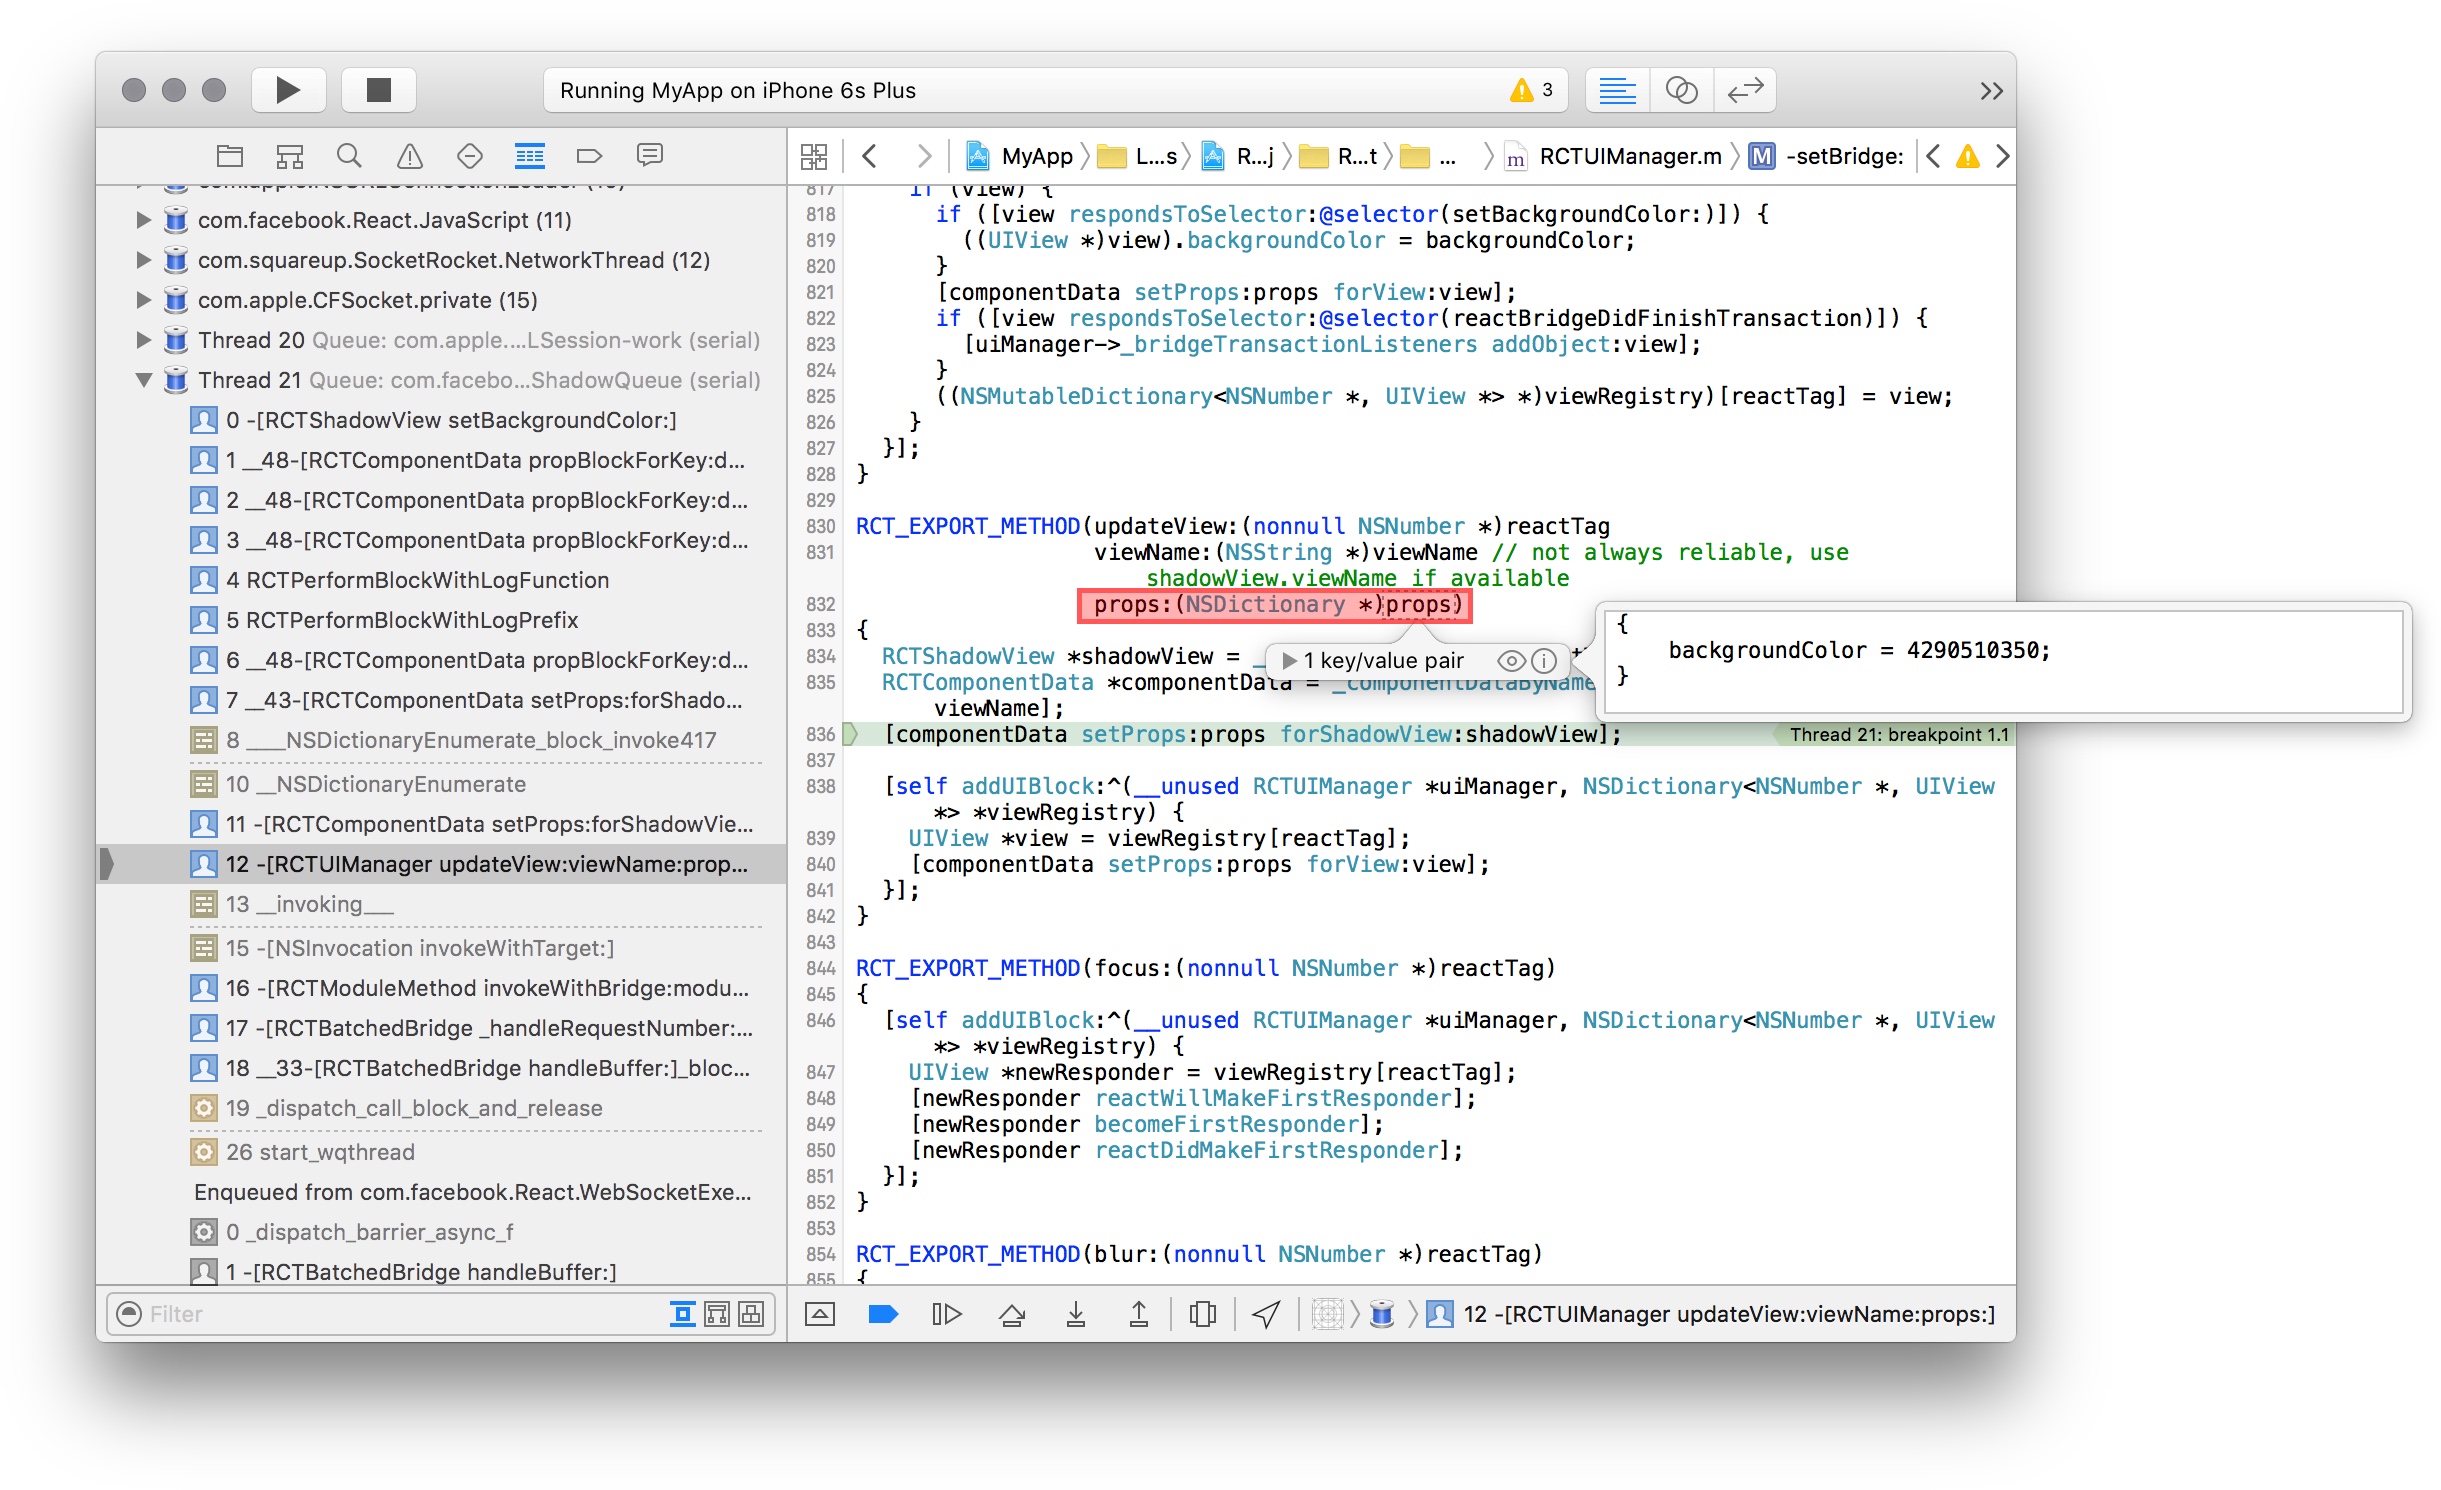 Running MyApp on iPhone 6s Plus
3
MyApp
L...s
R...j
R...t
...
RCTUIManager.m
M
-setBridge:
com.facebook.React.JavaScript (11)
com.squareup.SocketRocket.NetworkThread (12)
com.apple.CFSocket.private (15)
Thread 20 Queue: com.apple....LSession-work (serial)
Thread 21 Queue: com.facebo...ShadowQueue (serial)
0 -[RCTShadowView setBackgroundColor:]
1 __48-[RCTComponentData propBlockForKey:d...
2 __48-[RCTComponentData propBlockForKey:d...
3 __48-[RCTComponentData propBlockForKey:d...
4 RCTPerformBlockWithLogFunction
5 RCTPerformBlockWithLogPrefix
6 __48-[RCTComponentData propBlockForKey:d...
7 __43-[RCTComponentData setProps:forShado...
8 ____NSDictionaryEnumerate_block_invoke417
10 __NSDictionaryEnumerate
11 -[RCTComponentData setProps:forShadowVie...
12 -[RCTUIManager updateView:viewName:prop...
13 __invoking___
15 -[NSInvocation invokeWithTarget:]
16 -[RCTModuleMethod invokeWithBridge:modu...
17 -[RCTBatchedBridge _handleRequestNumber:...
18 __33-[RCTBatchedBridge handleBuffer:]_bloc...
19 _dispatch_call_block_and_release
26 start_wqthread
Enqueued from com.facebook.React.WebSocketExe...
0 _dispatch_barrier_async_f
1 -[RCTBatchedBridge handleBuffer:]
Filter
817 if (view) {
818 if ([view respondsToSelector:@selector(setBackgroundColor:)]) {
819 ((UIView *)view).backgroundColor = backgroundColor;
820 }
821 [componentData setProps:props forView:view];
822 if ([view respondsToSelector:@selector(reactBridgeDidFinishTransaction)]) {
823 [uiManager->_bridgeTransactionListeners addObject:view];
824 }
825 ((NSMutableDictionary<NSNumber *, UIView *> *)viewRegistry)[reactTag] = view;
826 }
827 }];
828 }
829
830 RCT_EXPORT_METHOD(updateView:(nonnull NSNumber *)reactTag
831 viewName:(NSString *)viewName // not always reliable, use
shadowView.viewName if available
832 props:(NSDictionary *)props)
833 {
834 RCTShadowView *shadowView =
835 RCTComponentData *componentData = _componentDataByName
viewName];
836 [componentData setProps:props forShadowView:shadowView];
Thread 21: breakpoint 1.1
837
838 [self addUIBlock:^(__unused RCTUIManager *uiManager, NSDictionary<NSNumber *, UIView
*> *viewRegistry) {
839 UIView *view = viewRegistry[reactTag];
840 [componentData setProps:props forView:view];
841 }];
842 }
843
844 RCT_EXPORT_METHOD(focus:(nonnull NSNumber *)reactTag)
845 {
846 [self addUIBlock:^(__unused RCTUIManager *uiManager, NSDictionary<NSNumber *, UIView
*> *viewRegistry) {
847 UIView *newResponder = viewRegistry[reactTag];
848 [newResponder reactWillMakeFirstResponder];
849 [newResponder becomeFirstResponder];
850 [newResponder reactDidMakeFirstResponder];
851 }];
852 }
853
854 RCT_EXPORT_METHOD(blur:(nonnull NSNumber *)reactTag)
855 {
1 key/value pair
{
backgroundColor = 4290510350;
}
12 -[RCTUIManager updateView:viewName:props:]